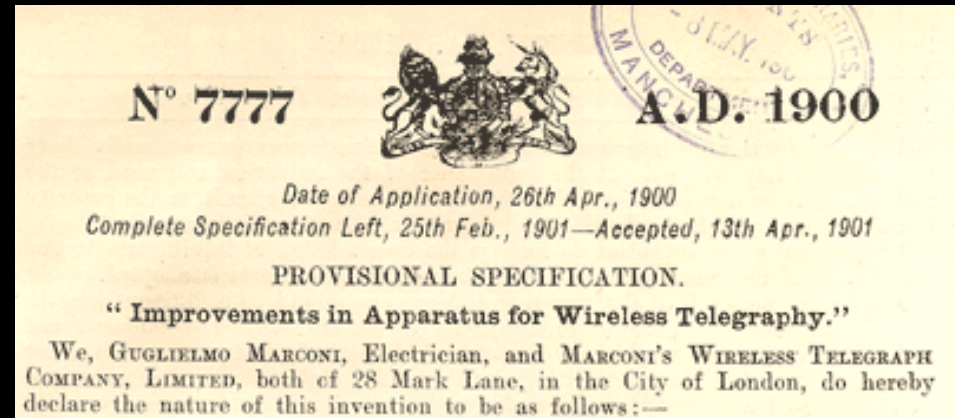 Nº 7777
A.D. 1900
Date of Application, 26th Apr., 1900
Complete Specification Left, 25th Feb., 1901—Accepted, 13th Apr., 1901
PROVISIONAL SPECIFICATION.
“ Improvements in Apparatus for Wireless Telegraphy.”
We, GUGLIELMO MARCONI, Electrician, and MARCONI'S WIRELESS TELEGRAPH
COMPANY, LIMITED, both of 28 Mark Lane, in the City of London, do hereby
declare the nature of this invention to be as follows:—